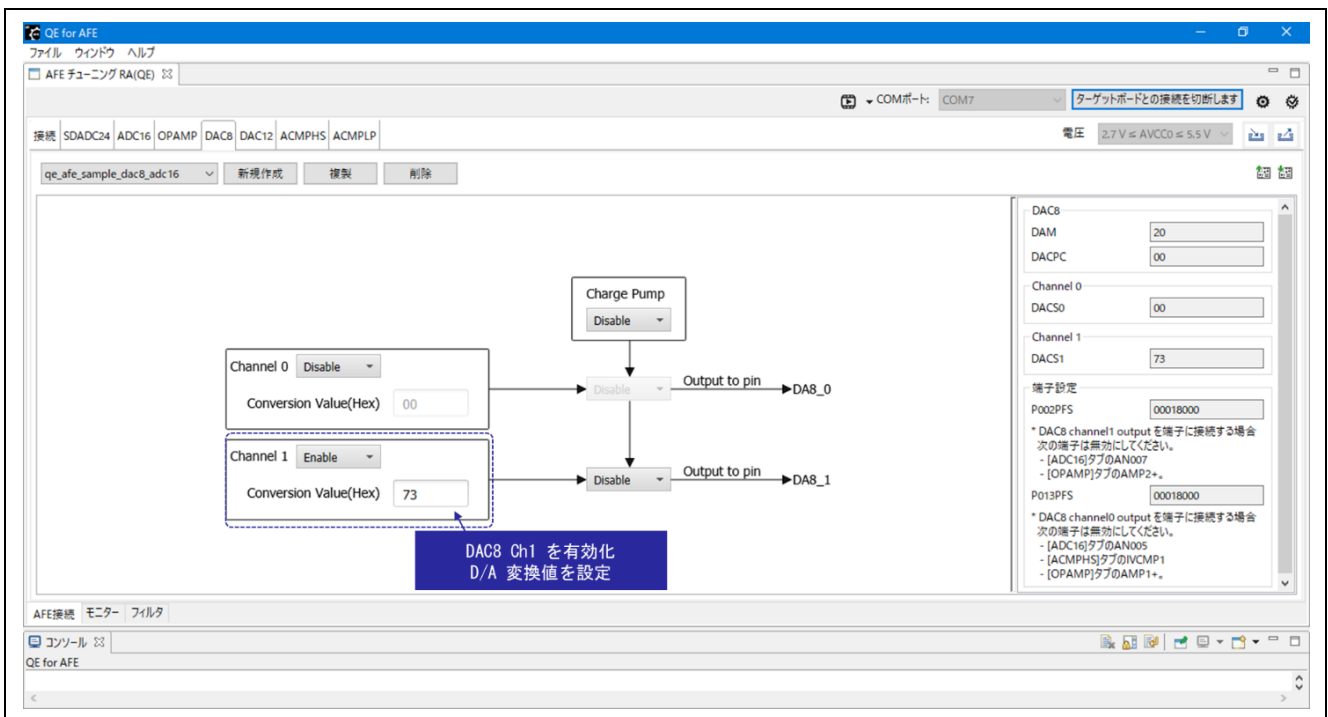 QE for AFE
ファイル ウィンドウ ヘルプ
AFE チューニング RA(QE)
COMポート: COM7 ターゲットボードとの接続を切断します
接続 SDADC24 ADC16 OPAMP DAC8 DAC12 ACMPHS ACMPLP
電圧 2.7 V ≤ AVCC0 ≤ 5.5 V
qe_afe_sample_dac8_adc16 新規作成 複製 削除
Charge Pump
Disable
Channel 0 Disable
Conversion Value(Hex) 00
Disable Output to pin DA8_0
Channel 1 Enable
Conversion Value(Hex) 73
Disable Output to pin DA8_1
DAC8 Ch1 を有効化
D/A 変換値を設定
DAC8
DAM 20
DACPC 00
Channel 0
DACS0 00
Channel 1
DACS1 73
端子設定
P002PFS 00018000
* DAC8 channel1 output を端子に接続する場合
次の端子は無効にしてください。
- [ADC16]タブのAN007
- [OPAMP]タブのAMP2+。
P013PFS 00018000
* DAC8 channel0 output を端子に接続する場合
次の端子は無効にしてください。
- [ADC16]タブのAN005
- [ACMPHS]タブのIVCMP1
- [OPAMP]タブのAMP1+。
AFE接続 モニター フィルタ
コンソール
QE for AFE